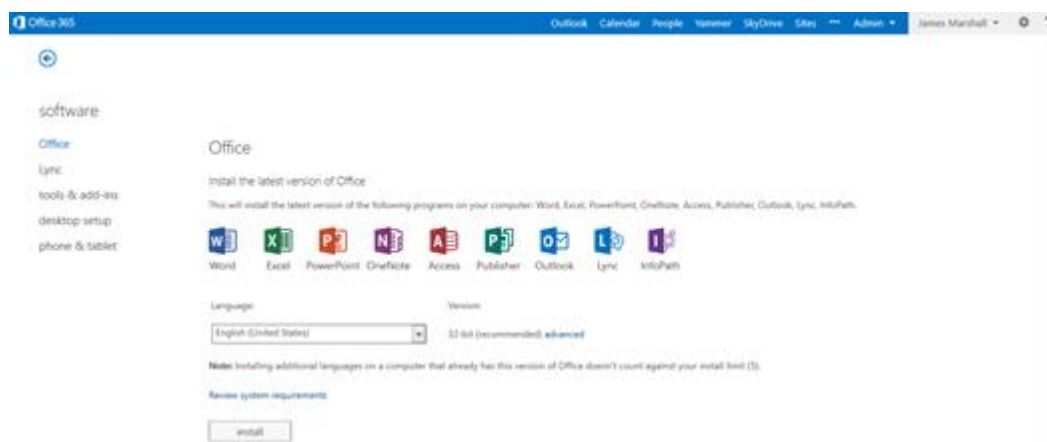 Office 365 Outlook Calendar People Yammer SkyDrive Sites ••• Admin James Marshall ?
software
Office
Lync
tools & add-ins
desktop setup
phone & tablet
Office
Install the latest version of Office
This will install the latest version of the following programs on your computer: Word, Excel, PowerPoint, OneNote, Access, Publisher, Outlook, Lync, InfoPath.
Word Excel PowerPoint OneNote Access Publisher Outlook Lync InfoPath
Language: Version:
English (United States) 32-bit (recommended) advanced
Note: Installing additional languages on a computer that already has this version of Office doesn't count against your install limit (5).
Review system requirements
install